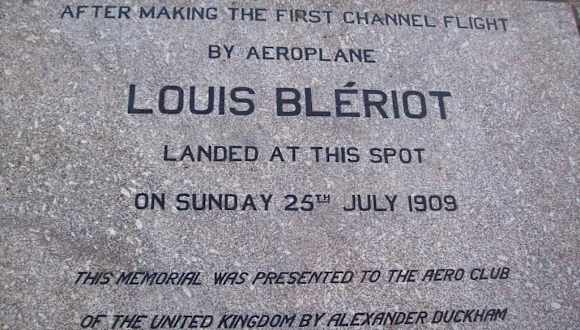 AFTER MAKING THE FIRST CHANNEL FLIGHT
BY AEROPLANE
LOUIS BLÉRIOT
LANDED AT THIS SPOT
ON SUNDAY 25TH JULY 1909
THIS MEMORIAL WAS PRESENTED TO THE AERO CLUB
OF THE UNITED KINGDOM BY ALEXANDER DUCKHAM